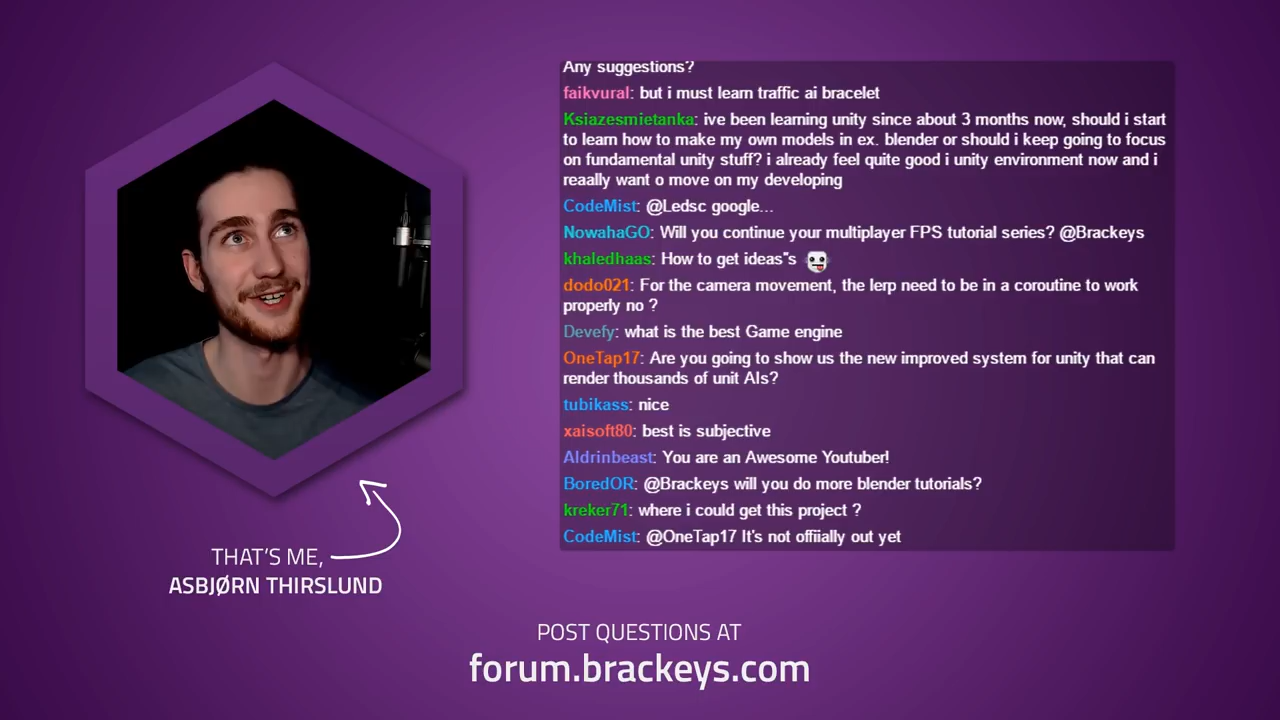 Any suggestions?
faikvural: but i must learn traffic ai bracelet
Ksiazesmietanka: ive been learning unity since about 3 months now, should i start
to learn how to make my own models in ex. blender or should i keep going to focus
on fundamental unity stuff? i already feel quite good i unity environment now and i
reaally want o move on my developing
CodeMist: @Ledsc google...
NowahaGO: Will you continue your multiplayer FPS tutorial series? @Brackeys
khaledhaas: How to get ideas"s
dodo021: For the camera movement, the lerp need to be in a coroutine to work
properly no ?
Devefy: what is the best Game engine
OneTap17: Are you going to show us the new improved system for unity that can
render thousands of unit AIs?
tubikass: nice
xaisoft80: best is subjective
Aldrinbeast: You are an Awesome Youtuber!
BoredOR: @Brackeys will you do more blender tutorials?
kreker71: where i could get this project ?
CodeMist: @OneTap17 It's not offiially out yet
THAT'S ME,
ASBJØRN THIRSLUND
POST QUESTIONS AT
forum.brackeys.com